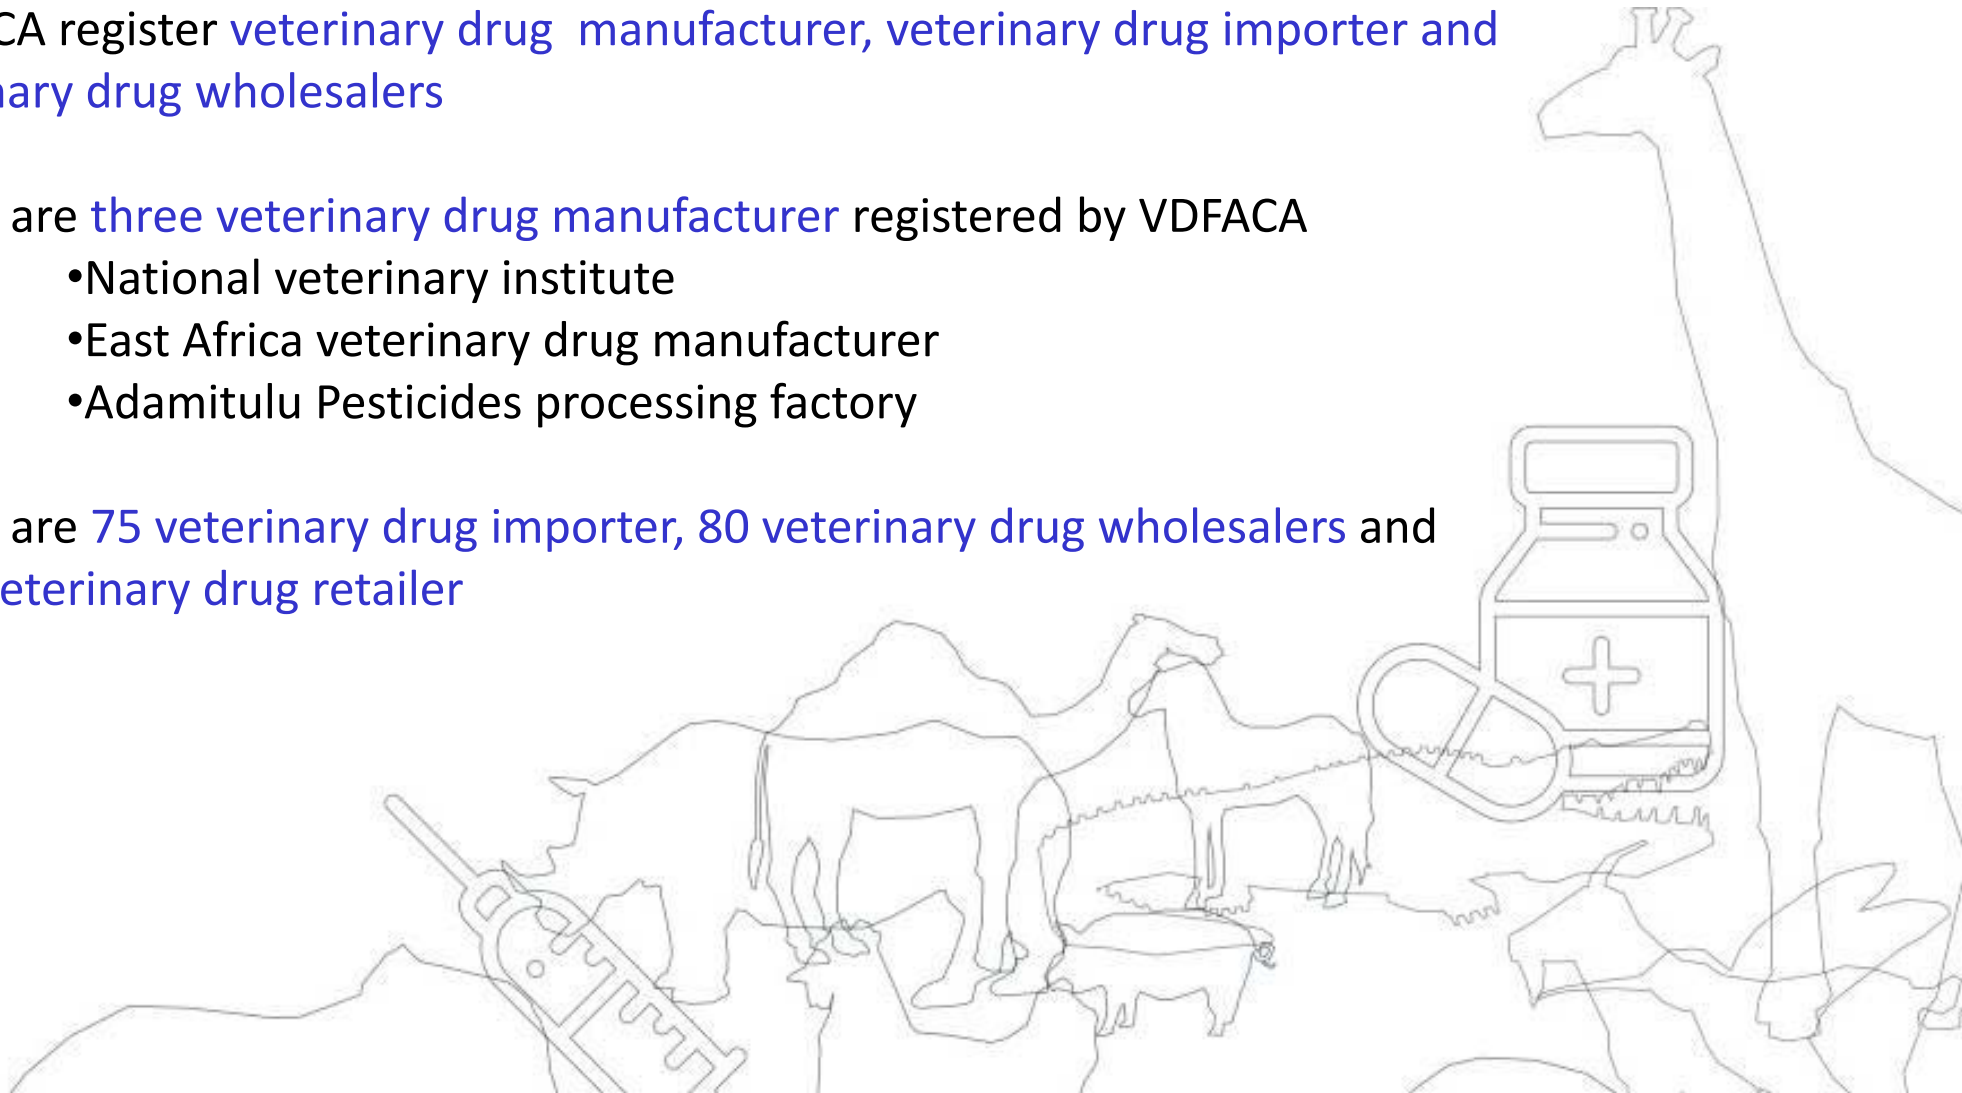 CA register veterinary drug  manufacturer, veterinary drug importer and
nary drug wholesalers
are three veterinary drug manufacturer registered by VDFACA
•National veterinary institute
•East Africa veterinary drug manufacturer
•Adamitulu Pesticides processing factory
are 75 veterinary drug importer, 80 veterinary drug wholesalers and
eterinary drug retailer